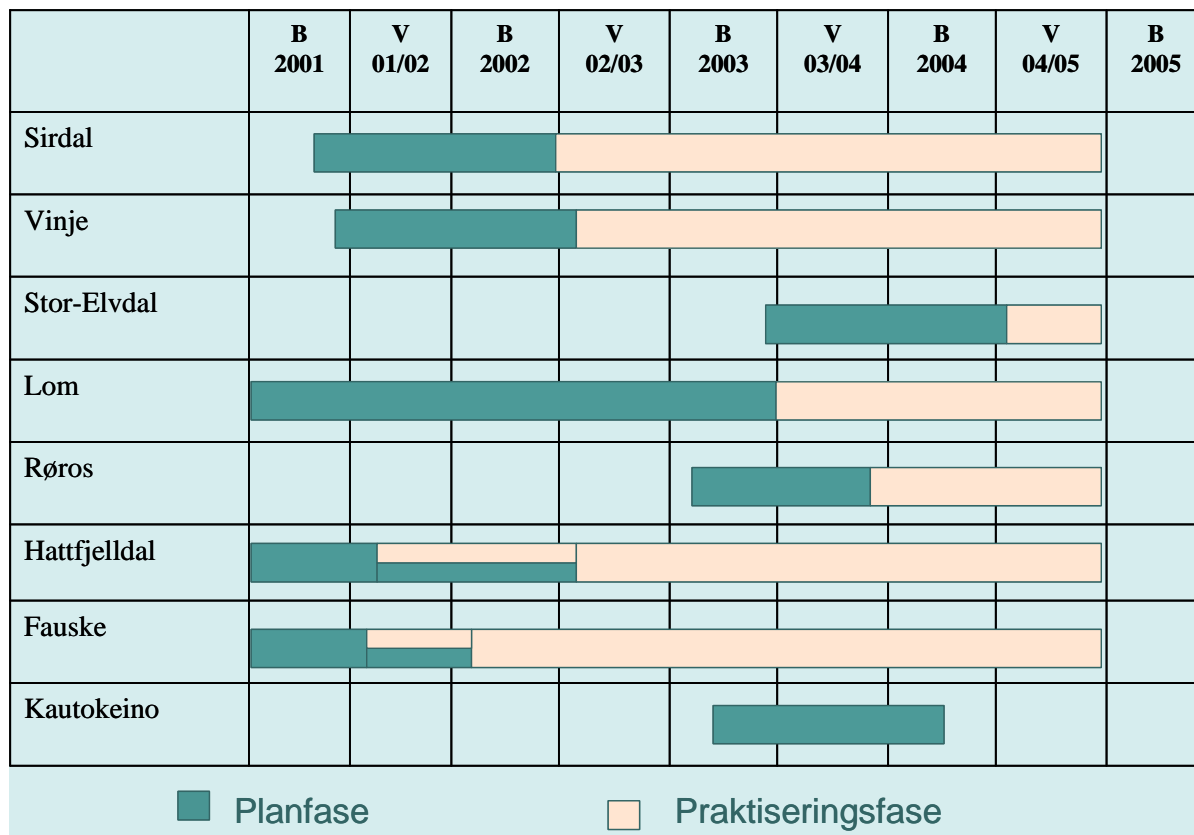 B V B V B V B V B
2001 01/02 2002 02/03 2003 03/04 2004 04/05 2005
Sirdal
Vinje
Stor-Elvdal
Lom
Røros
Hattfjelldal
Fauske
Kautokeino
Planfase Praktiseringsfase